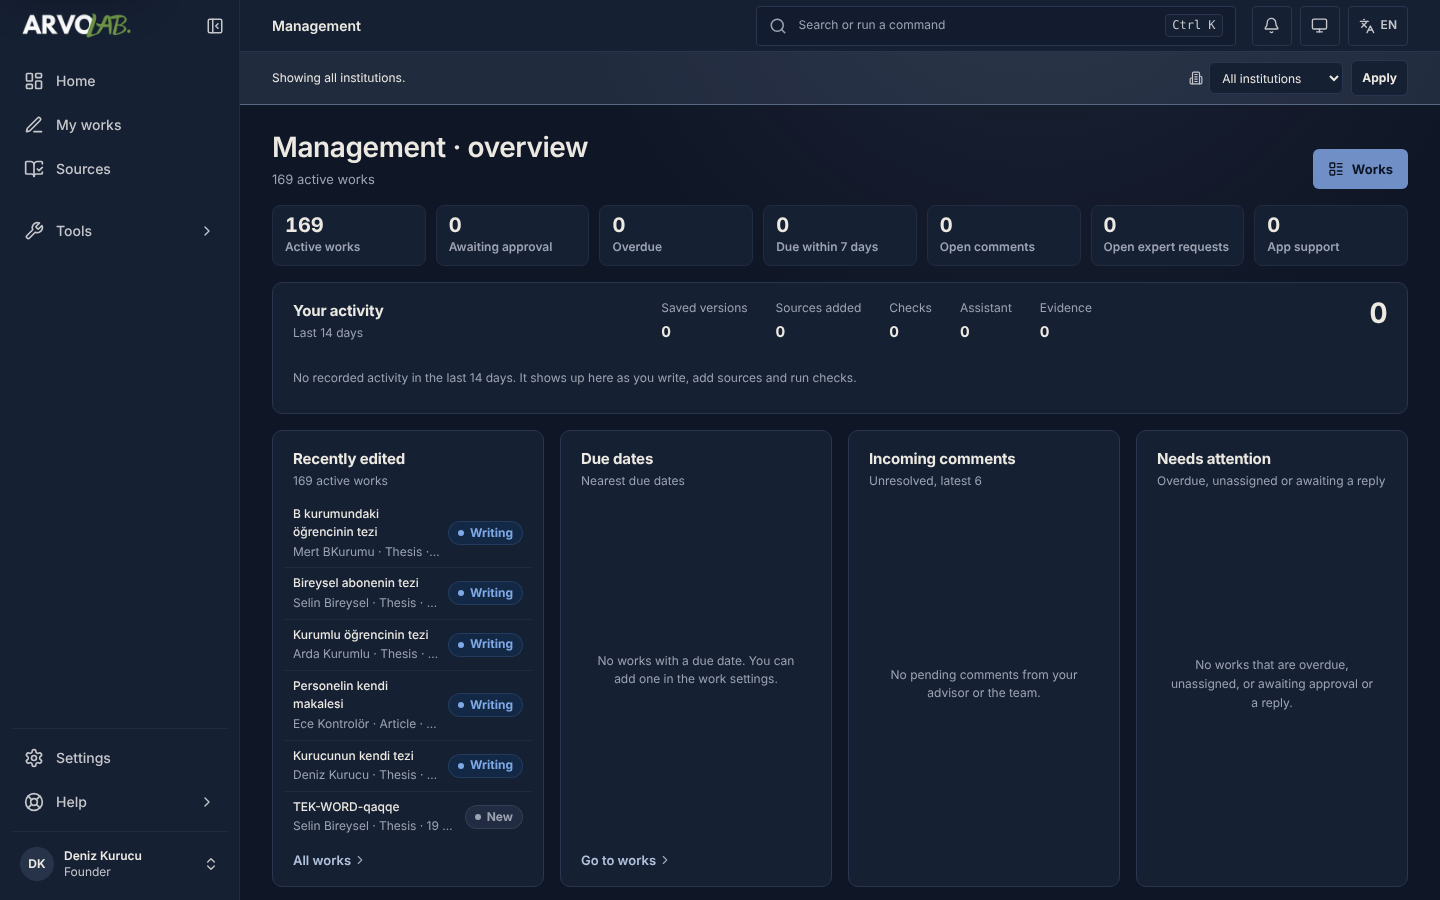 ARVOLAB.
Management
Search or run a command
Ctrl K
EN
Home
My works
Sources
Tools
Showing all institutions.
All institutions
Apply
Management · overview
169 active works
Works
169
Active works
0
Awaiting approval
0
Overdue
0
Due within 7 days
0
Open comments
0
Open expert requests
0
App support
Your activity
Last 14 days
Saved versions
0
Sources added
0
Checks
0
Assistant
0
Evidence
0
0
No recorded activity in the last 14 days. It shows up here as you write, add sources and run checks.
Recently edited
169 active works
B kurumundaki
öğrencinin tezi
Mert BKurumu · Thesis ·...
Writing
Bireysel abonenin tezi
Selin Bireysel · Thesis · ...
Writing
Kurumlu öğrencinin tezi
Arda Kurumlu · Thesis · ...
Writing
Personelin kendi
makalesi
Ece Kontrolör · Article · ...
Writing
Kurucunun kendi tezi
Deniz Kurucu · Thesis · ...
Writing
TEK-WORD-qaqqe
Selin Bireysel · Thesis · 19 ...
New
All works
Due dates
Nearest due dates
No works with a due date. You can
add one in the work settings.
Go to works
Incoming comments
Unresolved, latest 6
No pending comments from your
advisor or the team.
Needs attention
Overdue, unassigned or awaiting a reply
No works that are overdue,
unassigned, or awaiting approval or
a reply.
Settings
Help
DK
Deniz Kurucu
Founder